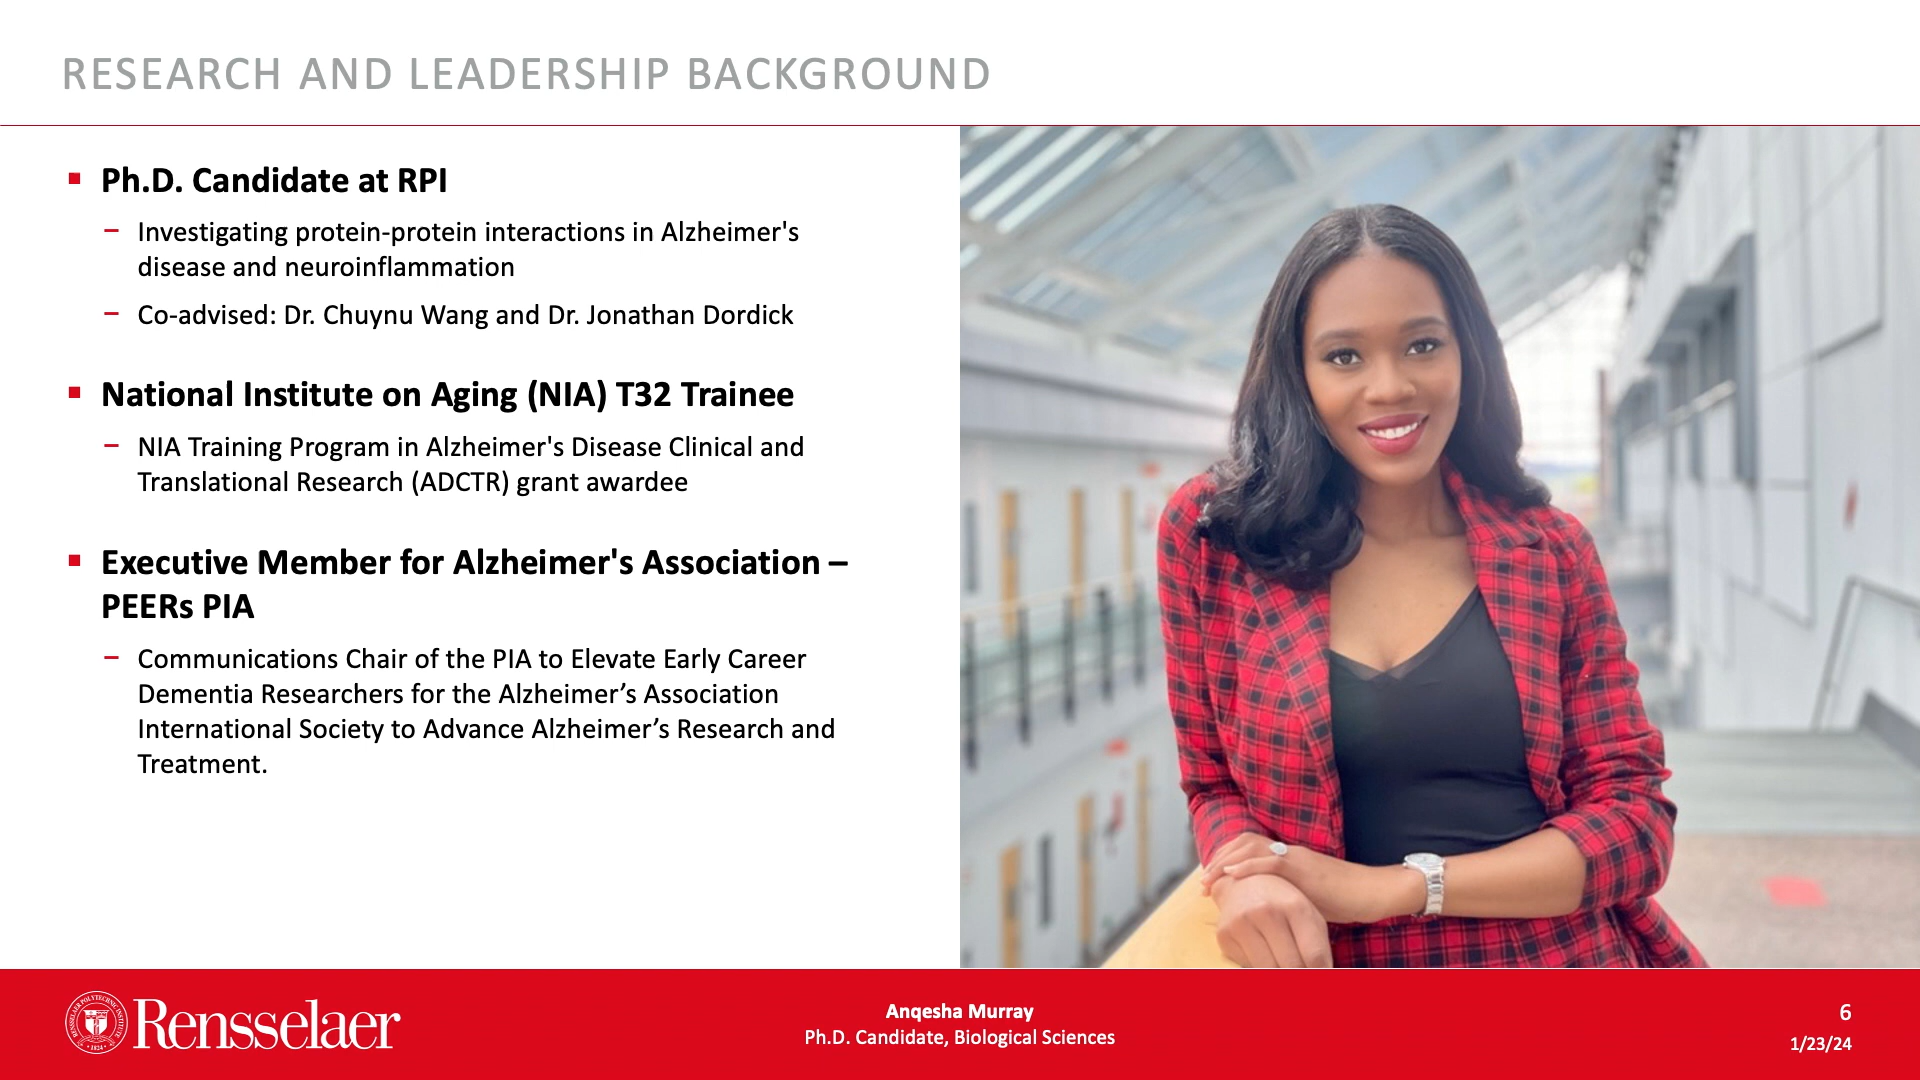 RESEARCH AND LEADERSHIP BACKGROUND
Ph.D. Candidate at RPI
– Investigating protein-protein interactions in Alzheimer's
disease and neuroinflammation
– Co-advised: Dr. Chuynu Wang and Dr. Jonathan Dordick
National Institute on Aging (NIA) T32 Trainee
– NIA Training Program in Alzheimer's Disease Clinical and
Translational Research (ADCTR) grant awardee
Executive Member for Alzheimer's Association –
PEERs PIA
– Communications Chair of the PIA to Elevate Early Career
Dementia Researchers for the Alzheimer’s Association
International Society to Advance Alzheimer’s Research and
Treatment.
RENSSELAER POLYTECHNIC INSTITUTE
1824
Rensselaer
Anqesha Murray
Ph.D. Candidate, Biological Sciences
6
1/23/24